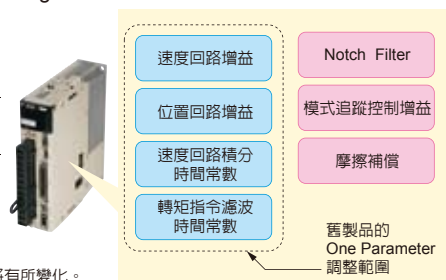 速度回路增益
位置回路增益
速度回路積分
時間常數
轉矩指令濾波
時間常數
Notch Filter
模式追蹤控制增益
摩擦補償
舊製品的
One Parameter
調整範圍
有所變化。